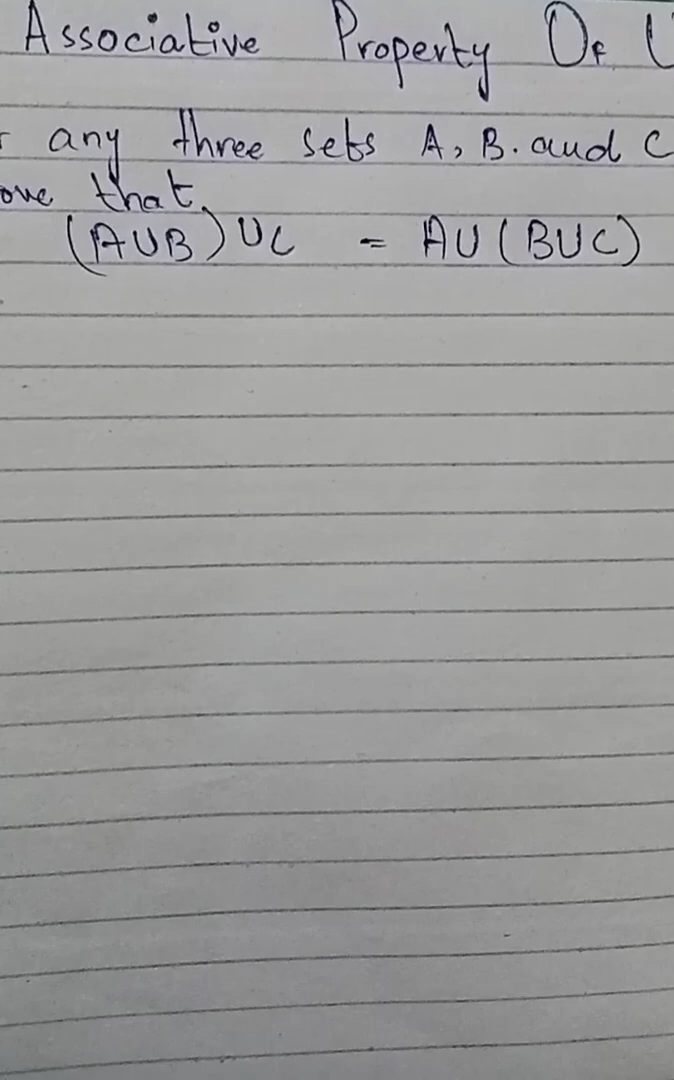 Associative Property Of
any three sets A, B. and C
that
(AUB)UC = AU(BUC)